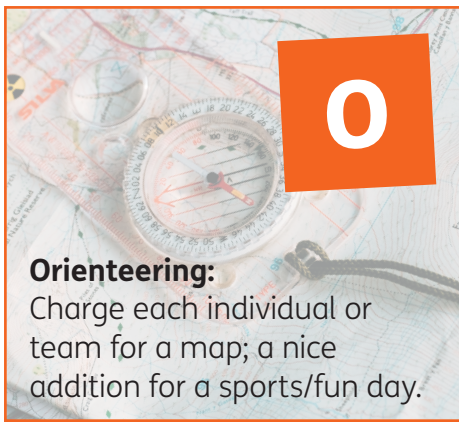 O
Orienteering:
Charge each individual or
team for a map; a nice
addition for a sports/fun day.